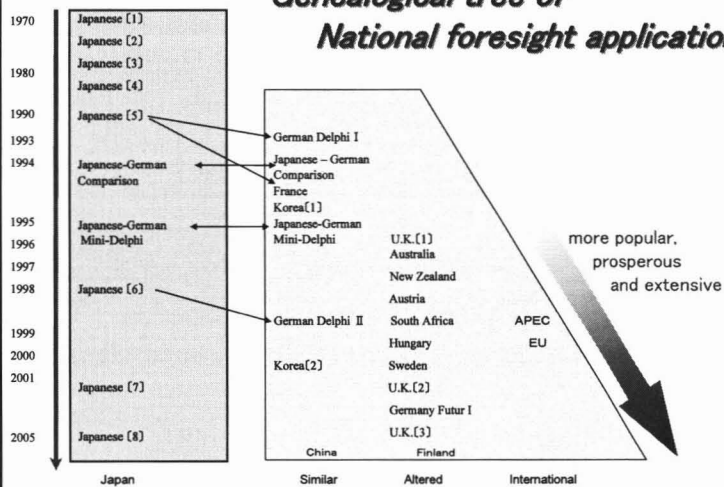 Genealogical tree of
National foresight application
1970
1980
1990
1993
1994
1995
1996
1997
1998
1999
2000
2001
2005
Japanese [1]
Japanese [2]
Japanese [3]
Japanese [4]
Japanese [5]
Japanese-German
Comparison
Japanese-German
Mini-Delphi
Japanese [6]
Japanese [7]
Japanese [8]
Japan
German Delphi I
Japanese – German
Comparison
France
Korea[1]
Japanese-German
Mini-Delphi
German Delphi II
Korea[2]
China
Similar
U.K.[1]
Australia
New Zealand
Austria
South Africa
Hungary
Sweden
U.K.[2]
Germany Futur I
U.K.[3]
Finland
Altered
APEC
EU
International
more popular,
prosperous
and extensive